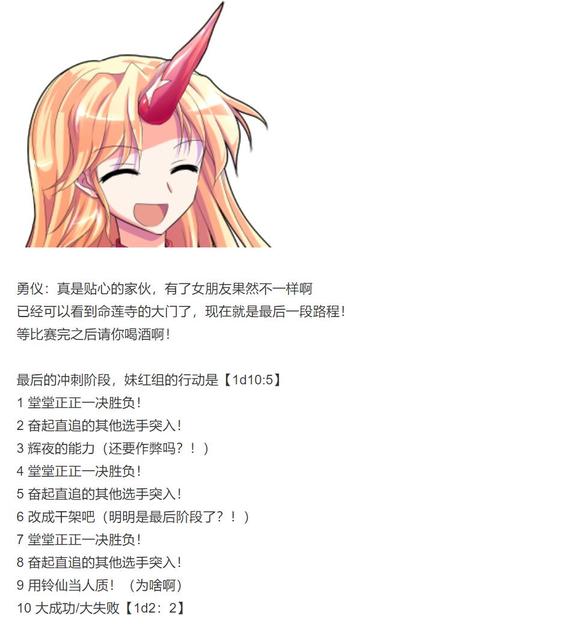 勇仪：真是贴心的家伙，有了女朋友果然不一样啊
已经可以看到命莲寺的大门了，现在就是最后一段路程！
等比赛完之后请你喝酒啊！
最后的冲刺阶段，妹红组的行动是【1d10:5】
1 堂堂正正一决胜负！
2 奋起直追的其他选手突入！
3 辉夜的能力（还要作弊吗？！）
4 堂堂正正一决胜负！
5 奋起直追的其他选手突入！
6 改成干架吧（明明是最后阶段了？！）
7 堂堂正正一决胜负！
8 奋起直追的其他选手突入！
9 用铃仙当人质！（为啥啊）
10 大成功/大失败【1d2：2】